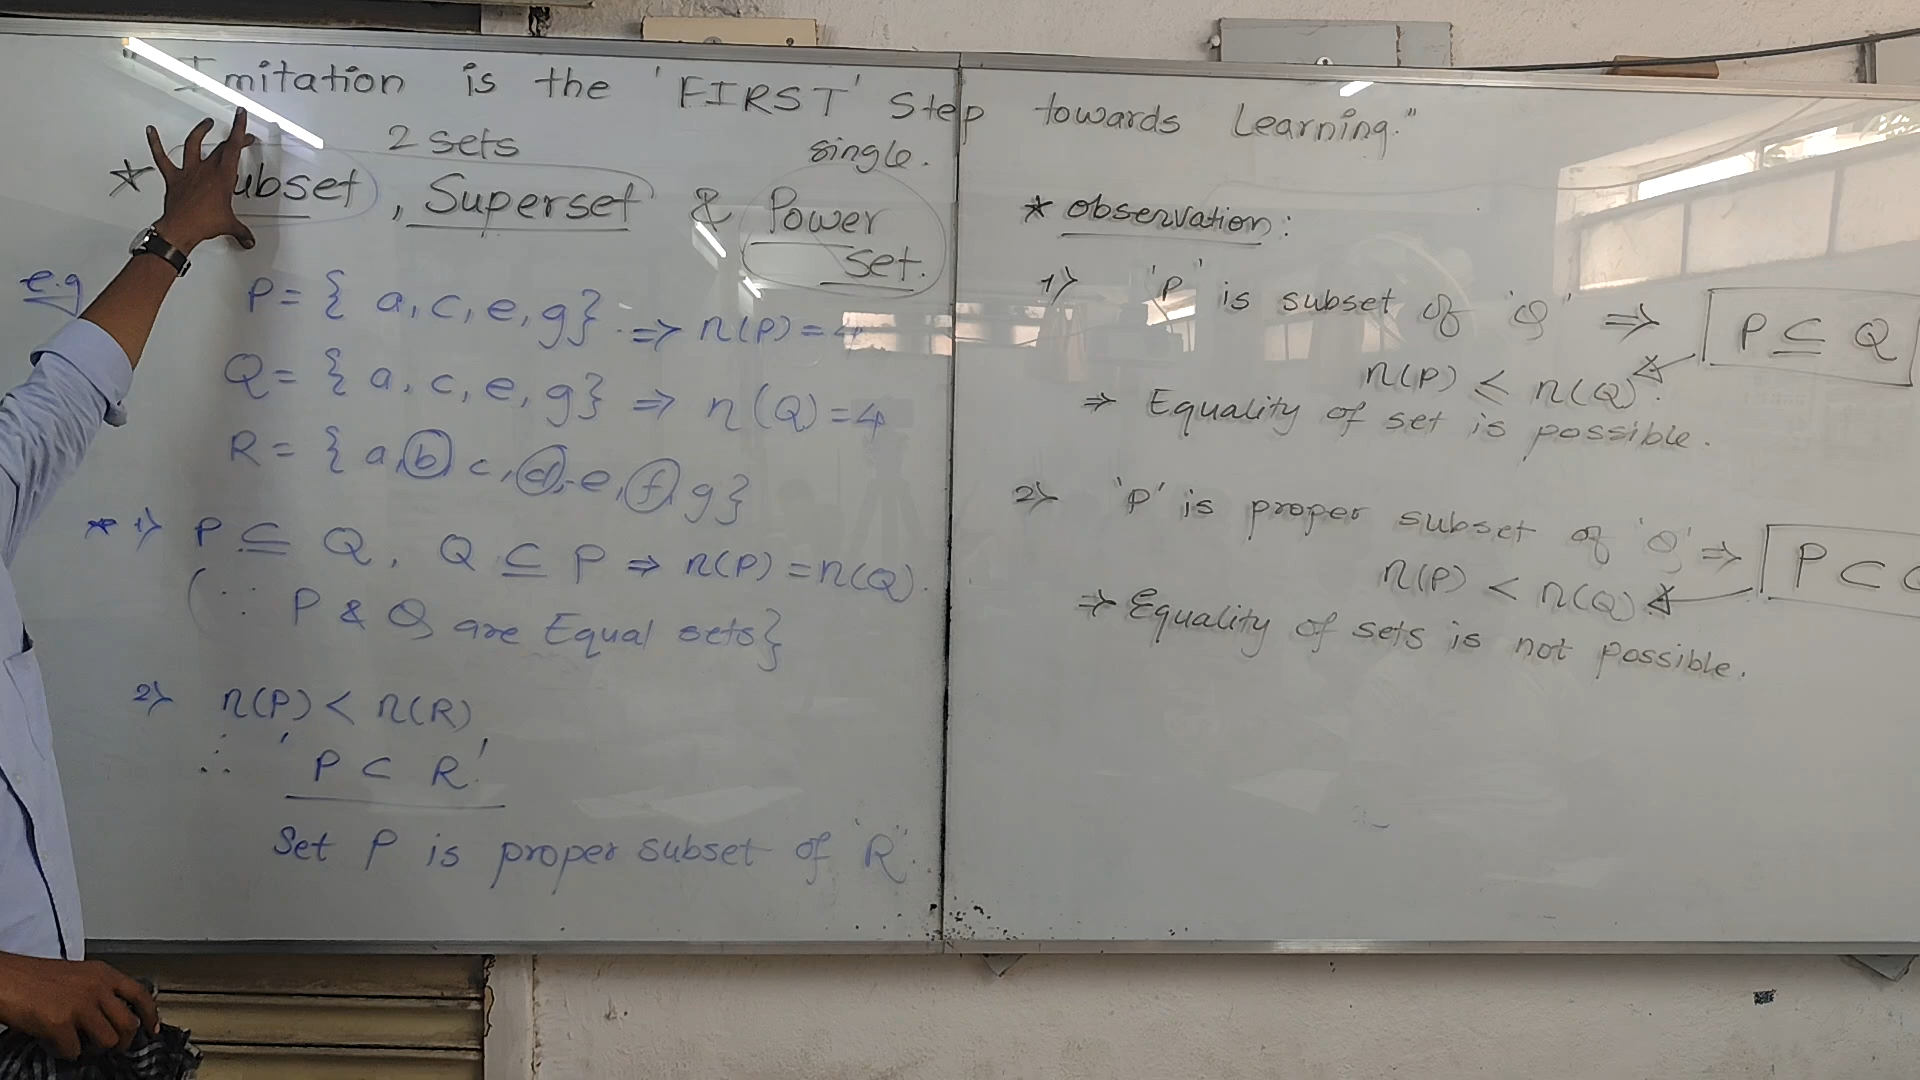 "Imitation is the 'FIRST' Step towards Learning."
2 sets single.
* Subset, Superset & Power set.
e.g P = { a, c, e, g} ⇒ n(P) = 4
Q = { a, c, e, g} ⇒ n(Q) = 4
R = { a, b, c, d, e, f, g}
* 1) P ⊆ Q, Q ⊆ P ⇒ n(P) = n(Q).
(∵ P & Q are Equal sets}
2) n(P) < n(R)
∴ 'P ⊂ R'
Set P is proper subset of "R".
* Observation:
1) 'P' is subset of 'Q' ⇒ P ⊆ Q
n(P) ≤ n(Q).
⇒ Equality of set is possible.
2) 'P' is proper subset of 'Q' ⇒ P ⊂
n(P) < n(Q)
⇒ Equality of sets is not possible.